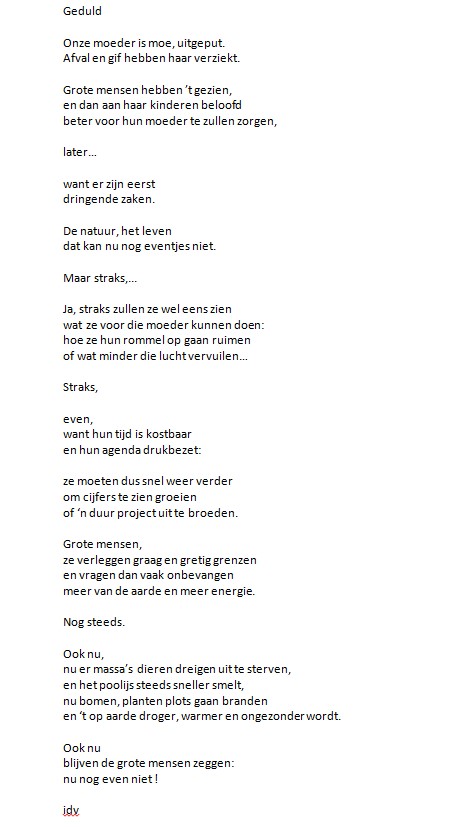 Geduld
Onze moeder is moe, uitgeput.
Afval en gif hebben haar verziekt.
Grote mensen hebben ’t gezien,
en dan aan haar kinderen beloofd
beter voor hun moeder te zullen zorgen,
later…
want er zijn eerst
dringende zaken.
De natuur, het leven
dat kan nu nog eventjes niet.
Maar straks,…
Ja, straks zullen ze wel eens zien
wat ze voor die moeder kunnen doen:
hoe ze hun rommel op gaan ruimen
of wat minder die lucht vervuilen…
Straks,
even,
want hun tijd is kostbaar
en hun agenda drukbezet:
ze moeten dus snel weer verder
om cijfers te zien groeien
of ‘n duur project uit te broeden.
Grote mensen,
ze verleggen graag en gretig grenzen
en vragen dan vaak onbevangen
meer van de aarde en meer energie.
Nog steeds.
Ook nu,
nu er massa’s dieren dreigen uit te sterven,
en het poolijs steeds sneller smelt,
nu bomen, planten plots gaan branden
en ‘t op aarde droger, warmer en ongezonder wordt.
Ook nu
blijven de grote mensen zeggen:
nu nog even niet !
idv